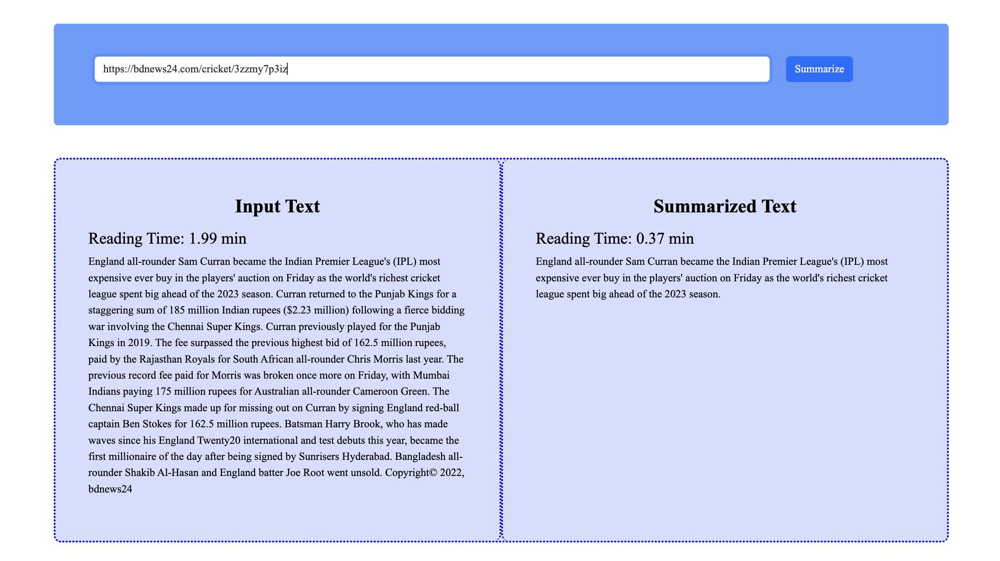 https://bdnews24.com/cricket/3zzmy7p3iz
Summarize
Input Text
Reading Time: 1.99 min
England all-rounder Sam Curran became the Indian Premier League's (IPL) most
expensive ever buy in the players' auction on Friday as the world's richest cricket
league spent big ahead of the 2023 season. Curran returned to the Punjab Kings for a
staggering sum of 185 million Indian rupees ($2.23 million) following a fierce bidding
war involving the Chennai Super Kings. Curran previously played for the Punjab
Kings in 2019. The fee surpassed the previous highest bid of 162.5 million rupees,
paid by the Rajasthan Royals for South African all-rounder Chris Morris last year. The
previous record fee paid for Morris was broken once more on Friday, with Mumbai
Indians paying 175 million rupees for Australian all-rounder Cameroon Green. The
Chennai Super Kings made up for missing out on Curran by signing England red-ball
captain Ben Stokes for 162.5 million rupees. Batsman Harry Brook, who has made
waves since his England Twenty20 international and test debuts this year, became the
first millionaire of the day after being signed by Sunrisers Hyderabad. Bangladesh all-
rounder Shakib Al-Hasan and England batter Joe Root went unsold. Copyright© 2022,
bdnews24
Summarized Text
Reading Time: 0.37 min
England all-rounder Sam Curran became the Indian Premier League's (IPL) most
expensive ever buy in the players' auction on Friday as the world's richest cricket
league spent big ahead of the 2023 season.